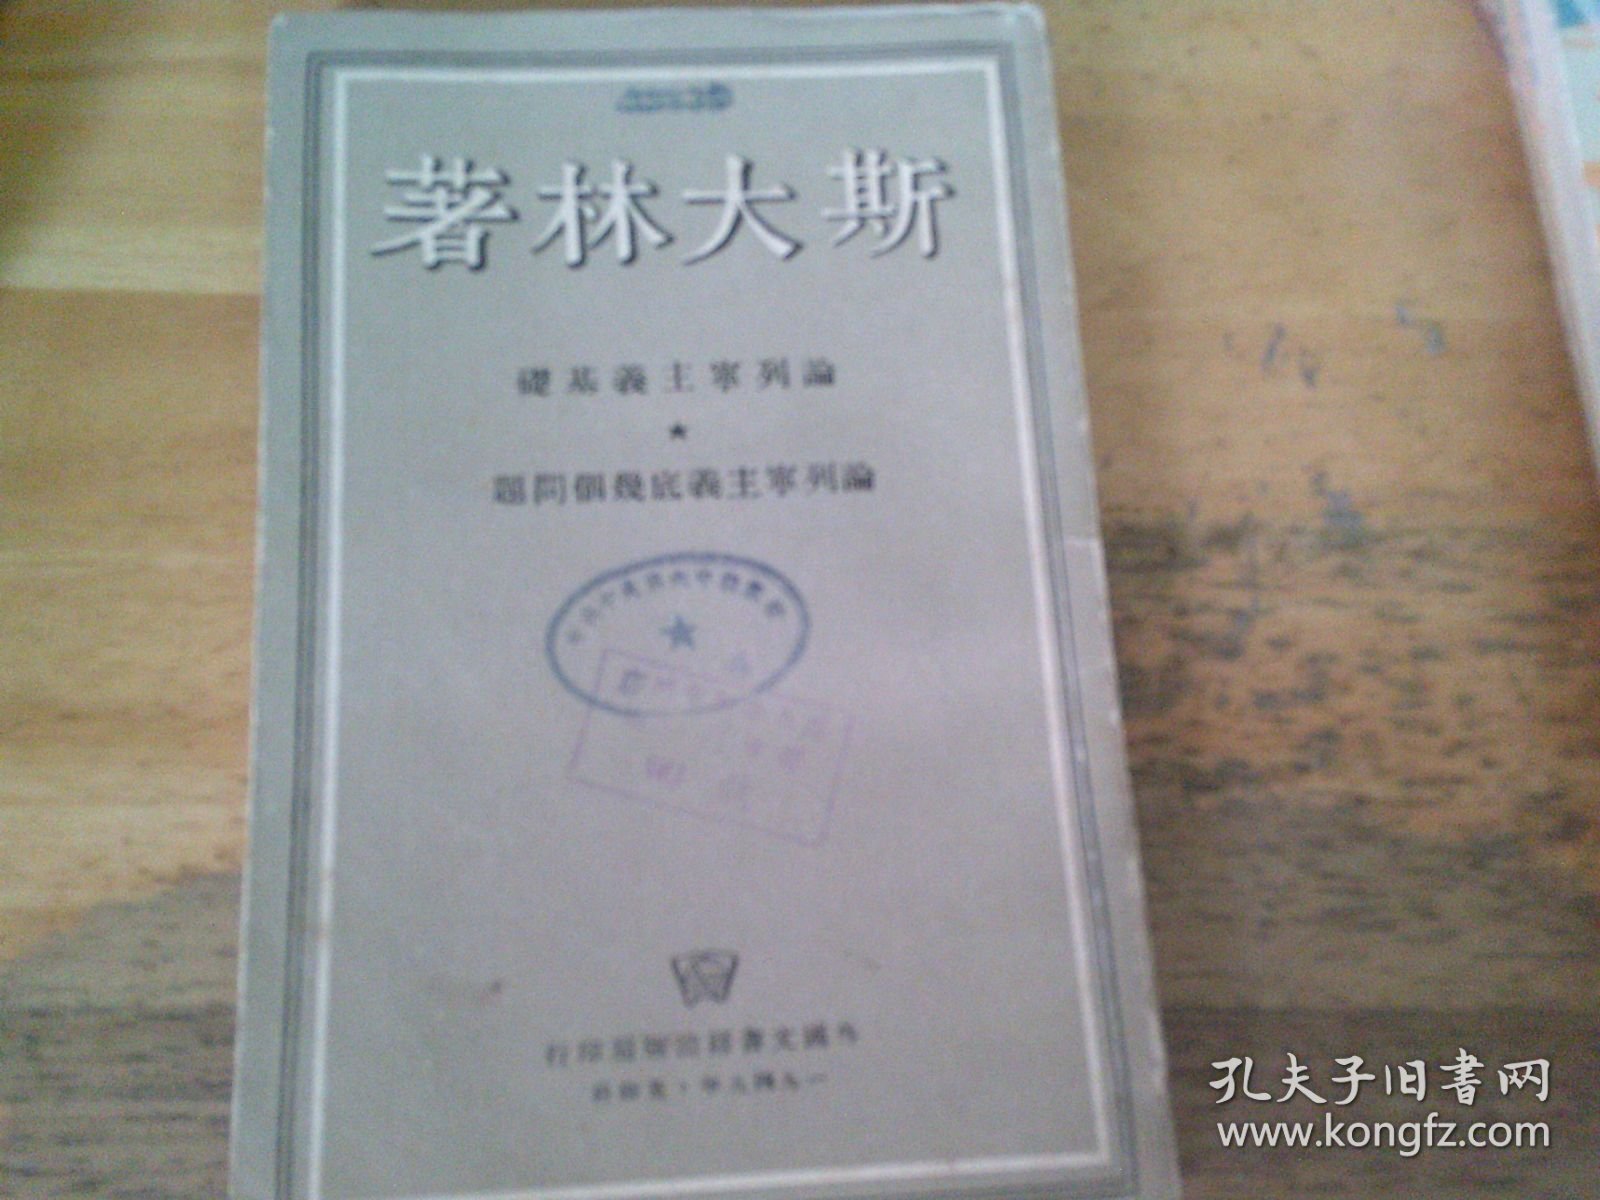 斯大林著
論列寧主義基礎
★
論列寧主義底幾個問題
外國文書籍出版局印行
一九四九年·莫斯科
孔夫子旧書网
www.kongfz.com